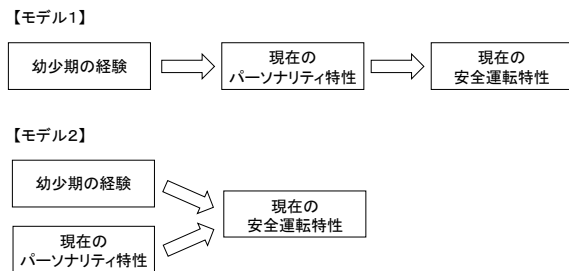 【モデル1】
幼少期の経験
現在の
パーソナリティ特性
現在の
安全運転特性
【モデル2】
幼少期の経験
現在の
パーソナリティ特性
現在の
安全運転特性